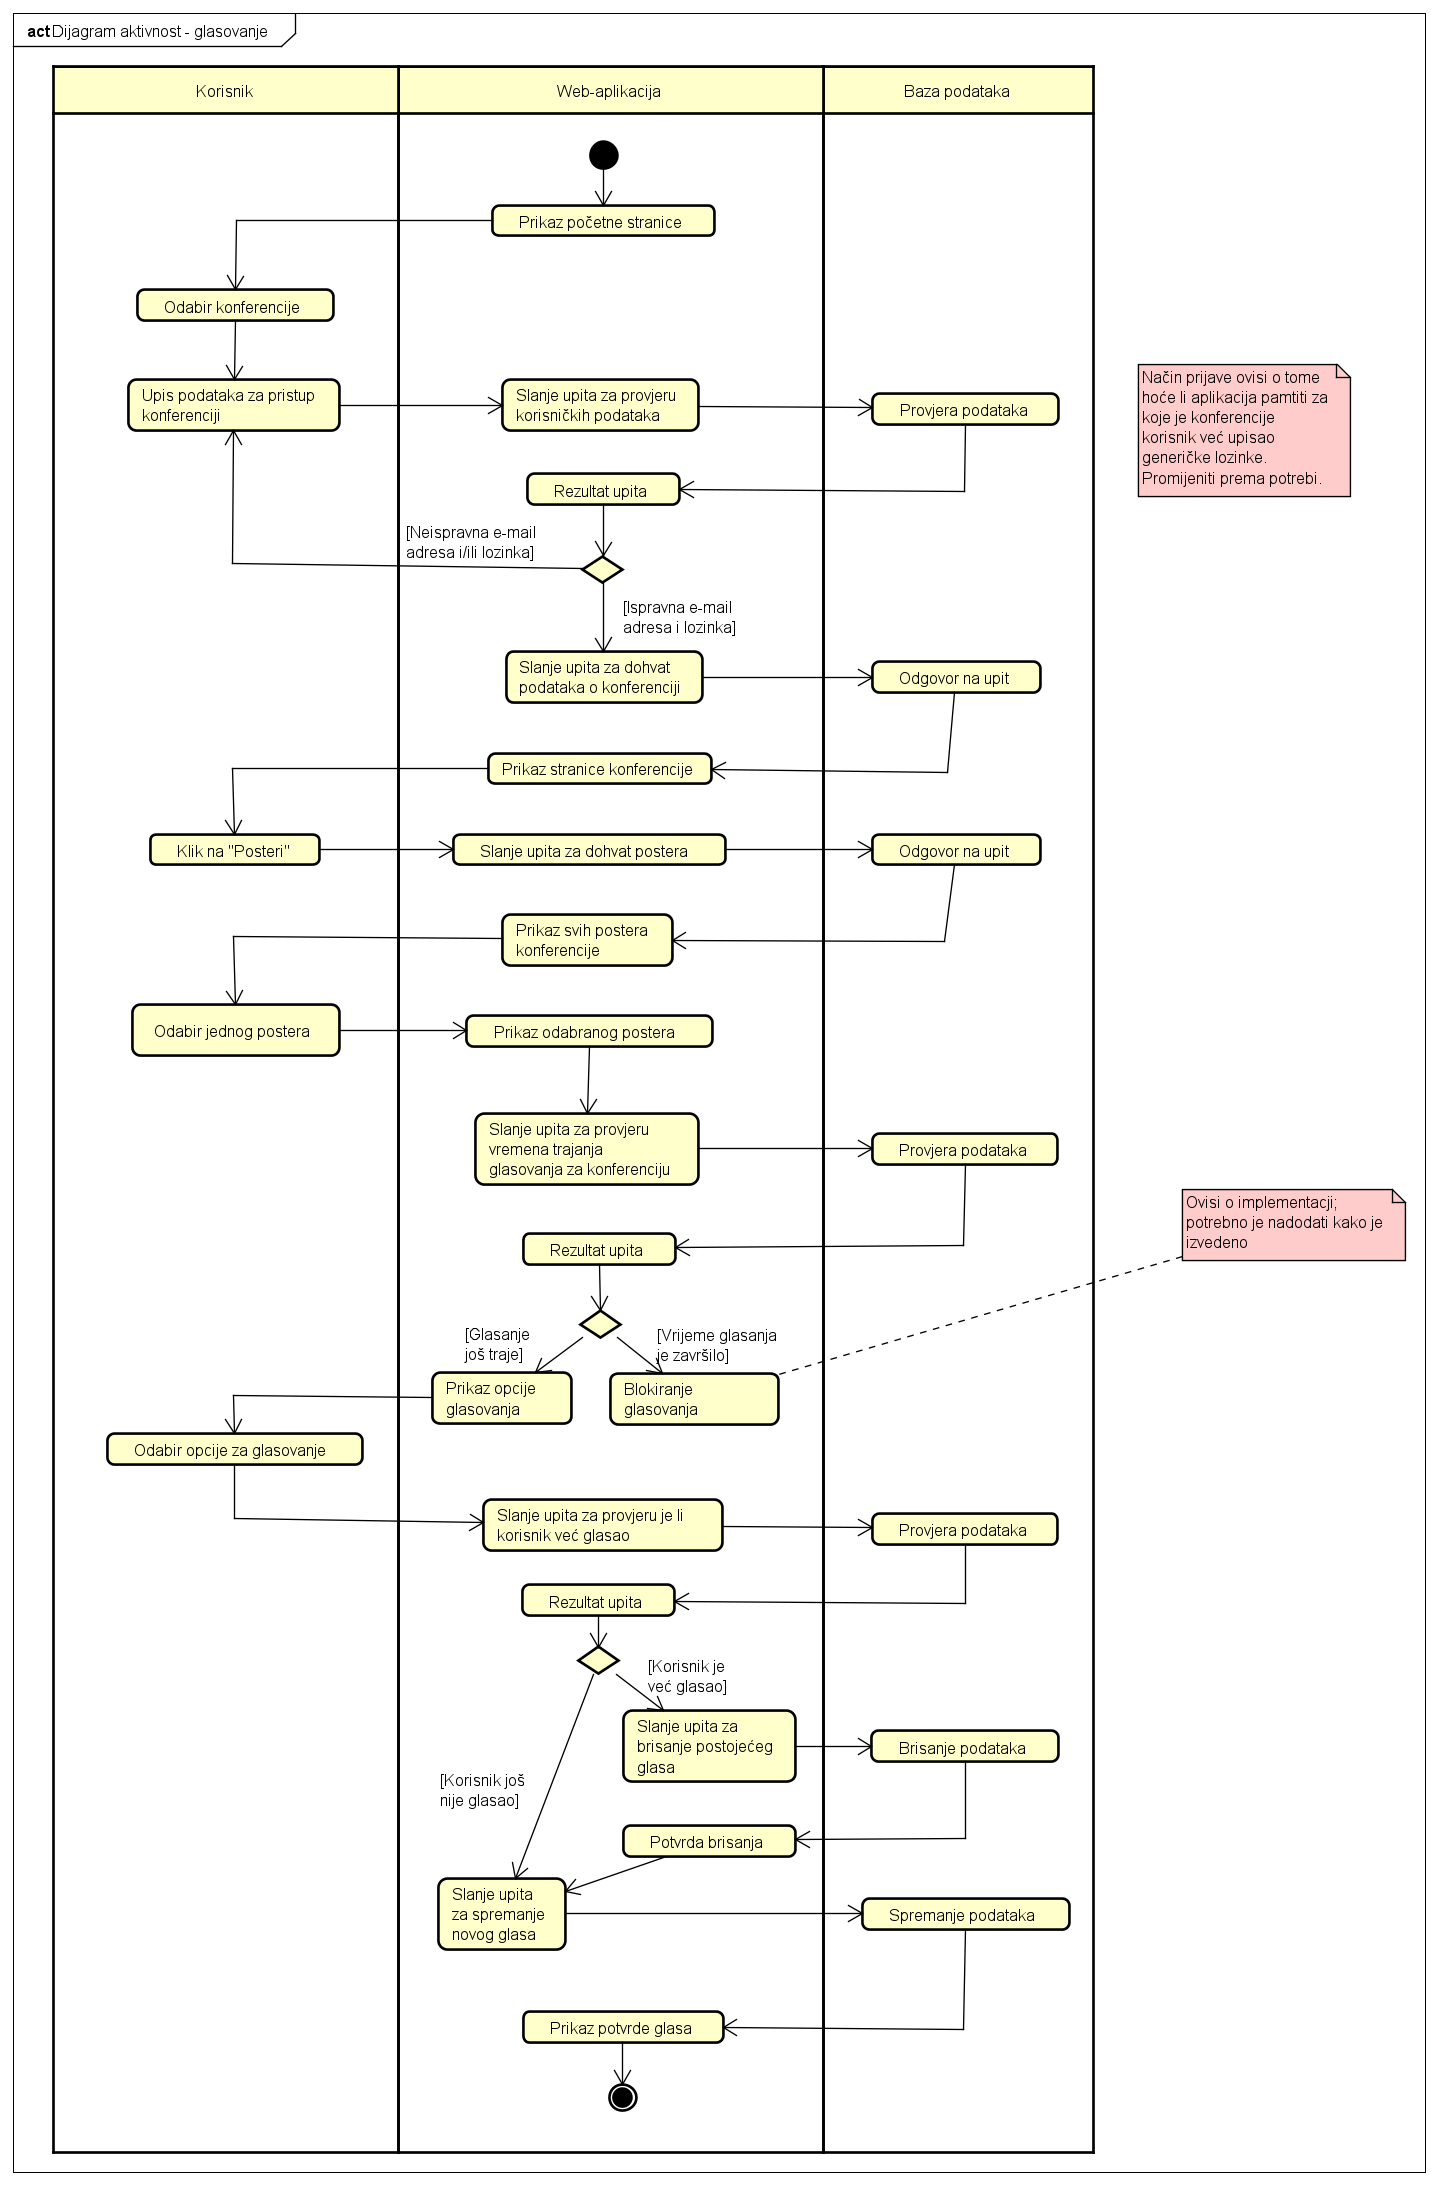 act Dijagram aktivnost - glasovanje
Korisnik
Web-aplikacija
Baza podataka
Prikaz početne stranice
Odabir konferencije
Upis podataka za pristup
konferenciji
Slanje upita za provjeru
korisničkih podataka
Provjera podataka
Način prijave ovisi o tome
hoće li aplikacija pamtiti za
koje je konferencije
korisnik već upisao
generičke lozinke.
Promijeniti prema potrebi.
Rezultat upita
[Neispravna e-mail
adresa i/ili lozinka]
[Ispravna e-mail
adresa i lozinka]
Slanje upita za dohvat
podataka o konferenciji
Odgovor na upit
Prikaz stranice konferencije
Klik na "Posteri"
Slanje upita za dohvat postera
Odgovor na upit
Prikaz svih postera
konferencije
Odabir jednog postera
Prikaz odabranog postera
Slanje upita za provjeru
vremena trajanja
glasovanja za konferenciju
Provjera podataka
Ovisi o implementacji;
potrebno je nadodati kako je
izvedeno
Rezultat upita
[Glasanje
još traje]
[Vrijeme glasanja
je završilo]
Prikaz opcije
glasovanja
Blokiranje
glasovanja
Odabir opcije za glasovanje
Slanje upita za provjeru je li
korisnik već glasao
Provjera podataka
Rezultat upita
[Korisnik je
već glasao]
Slanje upita za
brisanje postojećeg
glasa
Brisanje podataka
[Korisnik još
nije glasao]
Potvrda brisanja
Slanje upita
za spremanje
novog glasa
Spremanje podataka
Prikaz potvrde glasa